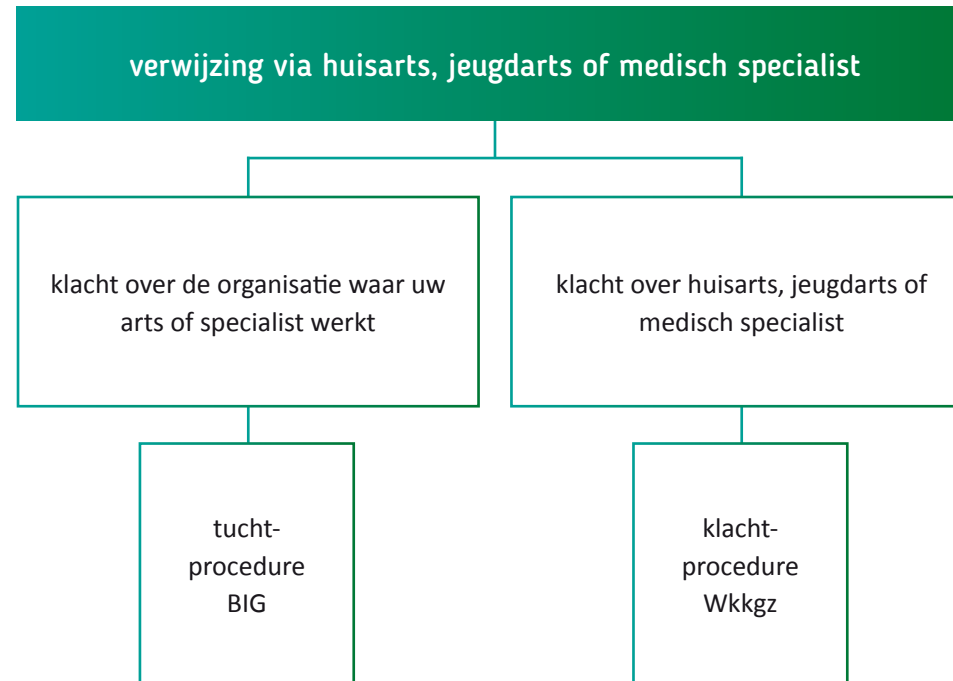 verwijzing via huisarts, jeugdarts of medisch specialist
klacht over de organisatie waar uw
arts of specialist werkt
klacht over huisarts, jeugdarts of
medisch specialist
tucht-
procedure
BIG
klacht-
procedure
Wkkgz